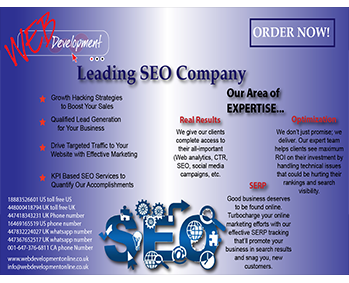 WEB
Development
ORDER NOW!
Leading SEO Company
Growth Hacking Strategies
to Boost Your Sales
Qualified Lead Generation
for Your Business
Drive Targeted Traffic to Your
Website with Effective Marketing
KPI Based SEO Services to
Quantify Our Accomplishments
Our Area of
EXPERTISE...
Real Results
We give our clients
complete access to
their all-important
(Web analytics, CTR,
SEO, social media
campaigns, etc.
Optimization
We don't just promise; we
deliver. Our expert team
helps clients see maximum
ROI on their investment by
handling technical issues
that could be hurting their
rankings and search
visibility.
SERP
Good business deserves
to be found online.
Turbocharge your online
marketing efforts with our
effective SERP tracking
that'll promote your
business in search results
and snag you, new
customers.
18883526601 US toll free US
448000418794 UK toll free UK
447418343231 UK Phone number
16469165519 US phone number
447832224027 UK whatsapp number
447367652517 UK whatsapp number
001-647-376-6811 CA phone number
www.webdevelopmentonline.co.uk
info@webdevelopmentonline.co.uk
SEO